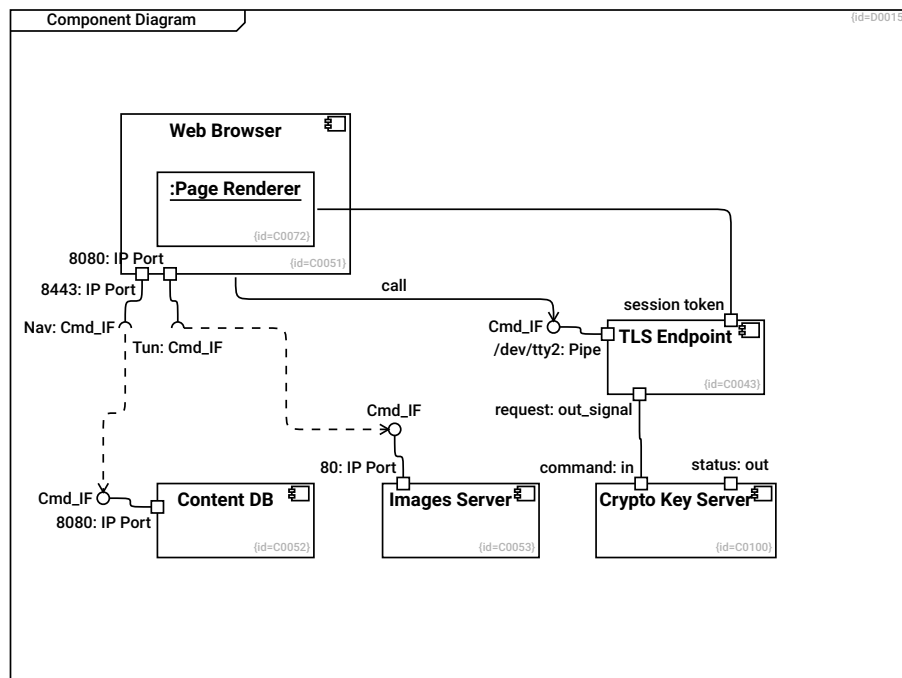 Component Diagram
{id=D0015
Web Browser
:Page Renderer
{id=C0072}
8080: IP Port
{id=C0051}
8443: IP Port
call
session token
Nav: Cmd_IF
Cmd_IF
Tun: Cmd_IF
TLS Endpoint
/dev/tty2: Pipe
{id=C0043}
Cmd_IF
request: out_signal
80: IP Port
command: in
status: out
Cmd_IF
Content DB
Images Server
Crypto Key Server
8080: IP Port
{id=C0052}
{id=C0053}
{id=C0100}